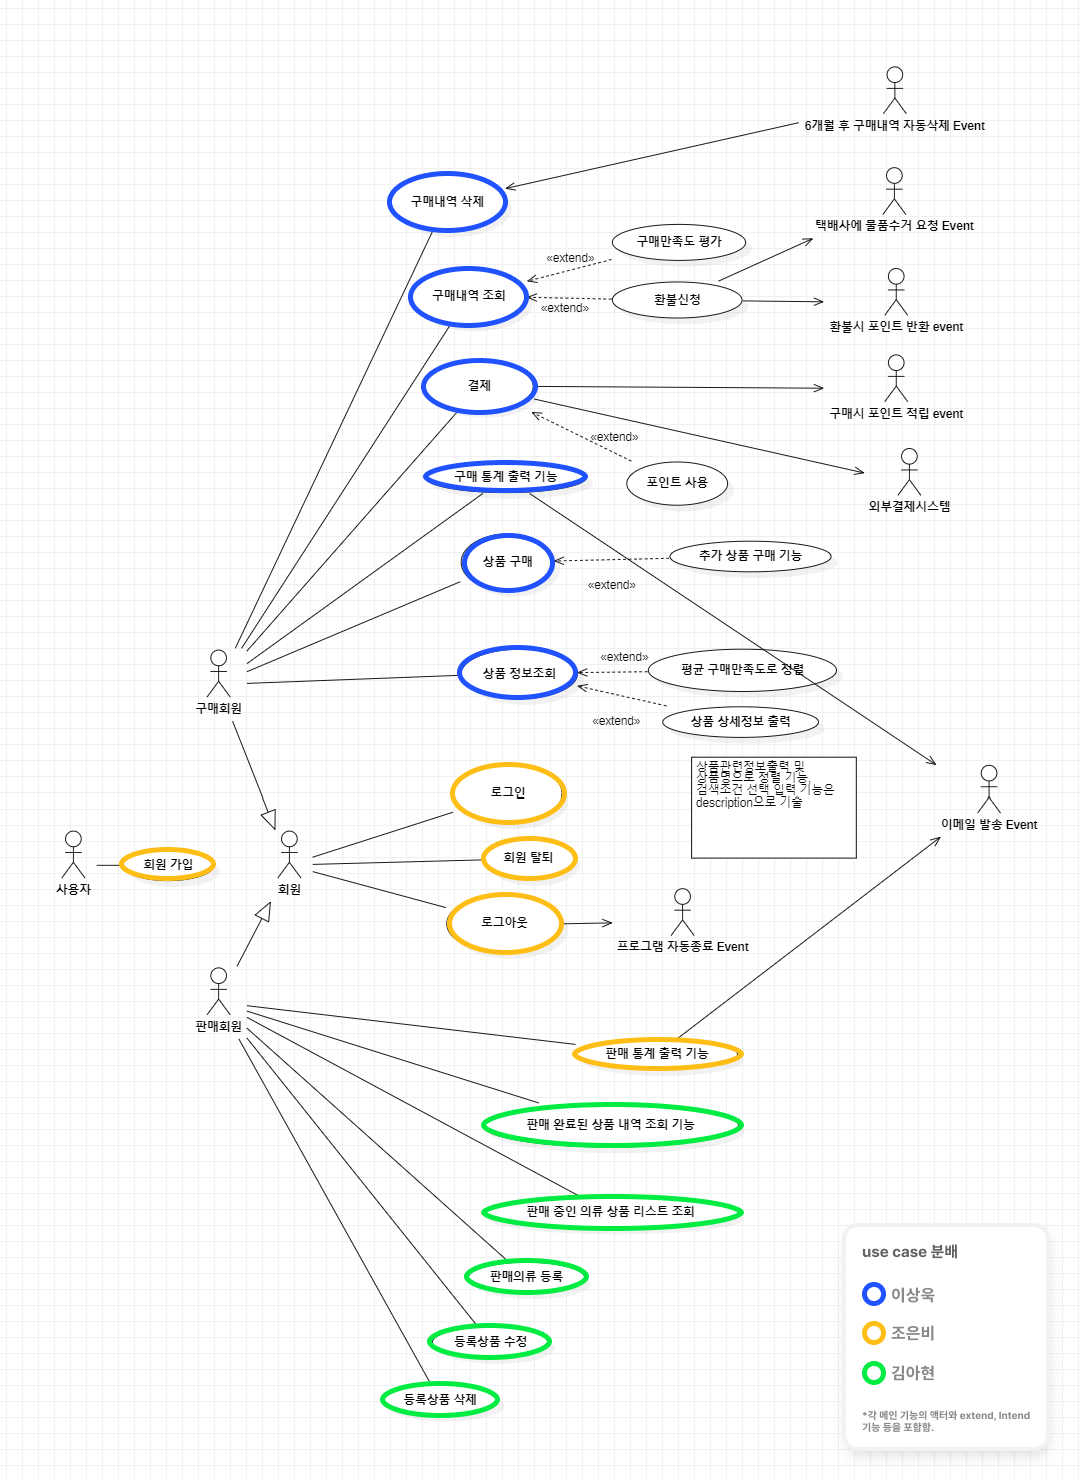 6개월 후 구매내역 자동삭제 Event
구매내역 삭제
택배사에 물품수거 요청 Event
구매만족도 평가
«extend»
구매내역 조회
환불신청
«extend»
환불시 포인트 반환 event
결제
구매시 포인트 적립 event
«extend»
구매 통계 출력 기능
포인트 사용
외부결제시스템
상품 구매
추가 상품 구매 기능
«extend»
«extend»
상품 정보조회
평균 구매만족도로 정렬
구매회원
«extend»
상품 상세정보 출력
상품관련정보출력 및
상품명으로 정렬 기능,
검색조건 선택 입력 기능은
description으로 기술
로그인
이메일 발송 Event
회원 가입
회원 탈퇴
사용자
회원
로그아웃
프로그램 자동종료 Event
판매회원
판매 통계 출력 기능
판매 완료된 상품 내역 조회 기능
판매 중인 의류 상품 리스트 조회
판매의류 등록
등록상품 수정
등록상품 삭제
use case 분배
이상욱
조은비
김아현
*각 메인 기능의 액터와 extend, Intend
기능 등을 포함함.